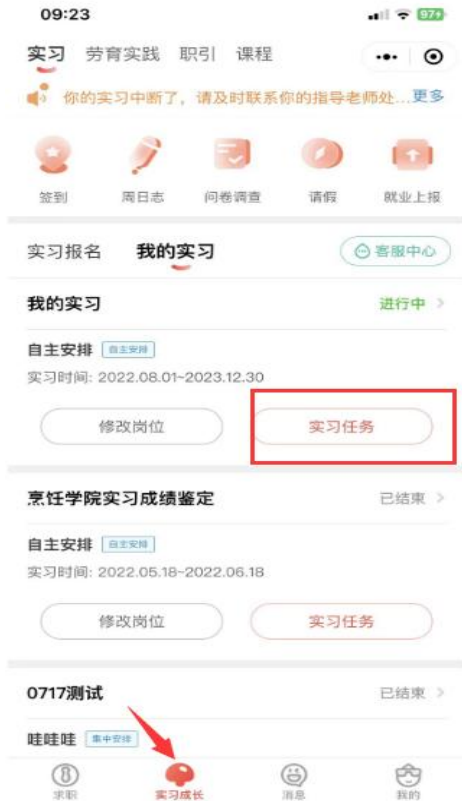 09:23
97
实习 劳育实践 职引 课程
你的实习中断了，请及时联系你的指导老师处...更多
签到 周日志 问卷调查 请假 就业上报
实习报名 我的实习 客服中心
我的实习 进行中
自主安排 自主安排
实习时间: 2022.08.01~2023.12.30
修改岗位 实习任务
烹饪学院实习成绩鉴定 已结束
自主安排 自主安排
实习时间: 2022.05.18~2022.06.18
修改岗位 实习任务
0717测试 已结束
哇哇哇 集中安排
求职 实习成长 消息 我的